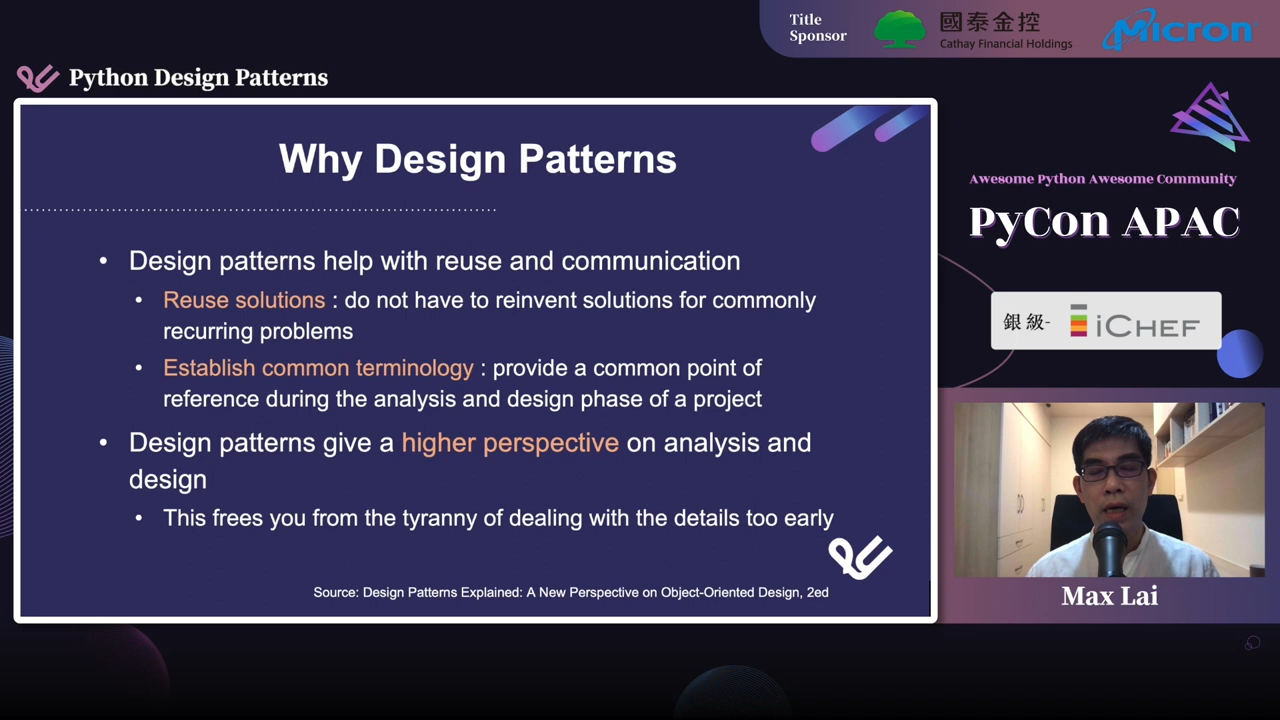 Title
Sponsor
國泰金控
Cathay Financial Holdings
Micron
Python Design Patterns
Why Design Patterns
• Design patterns help with reuse and communication
• Reuse solutions : do not have to reinvent solutions for commonly
recurring problems
• Establish common terminology : provide a common point of
reference during the analysis and design phase of a project
• Design patterns give a higher perspective on analysis and
design
• This frees you from the tyranny of dealing with the details too early
Source: Design Patterns Explained: A New Perspective on Object-Oriented Design, 2ed
Awesome Python Awesome Community
PyCon APAC
銀級- iCHEF
Max Lai